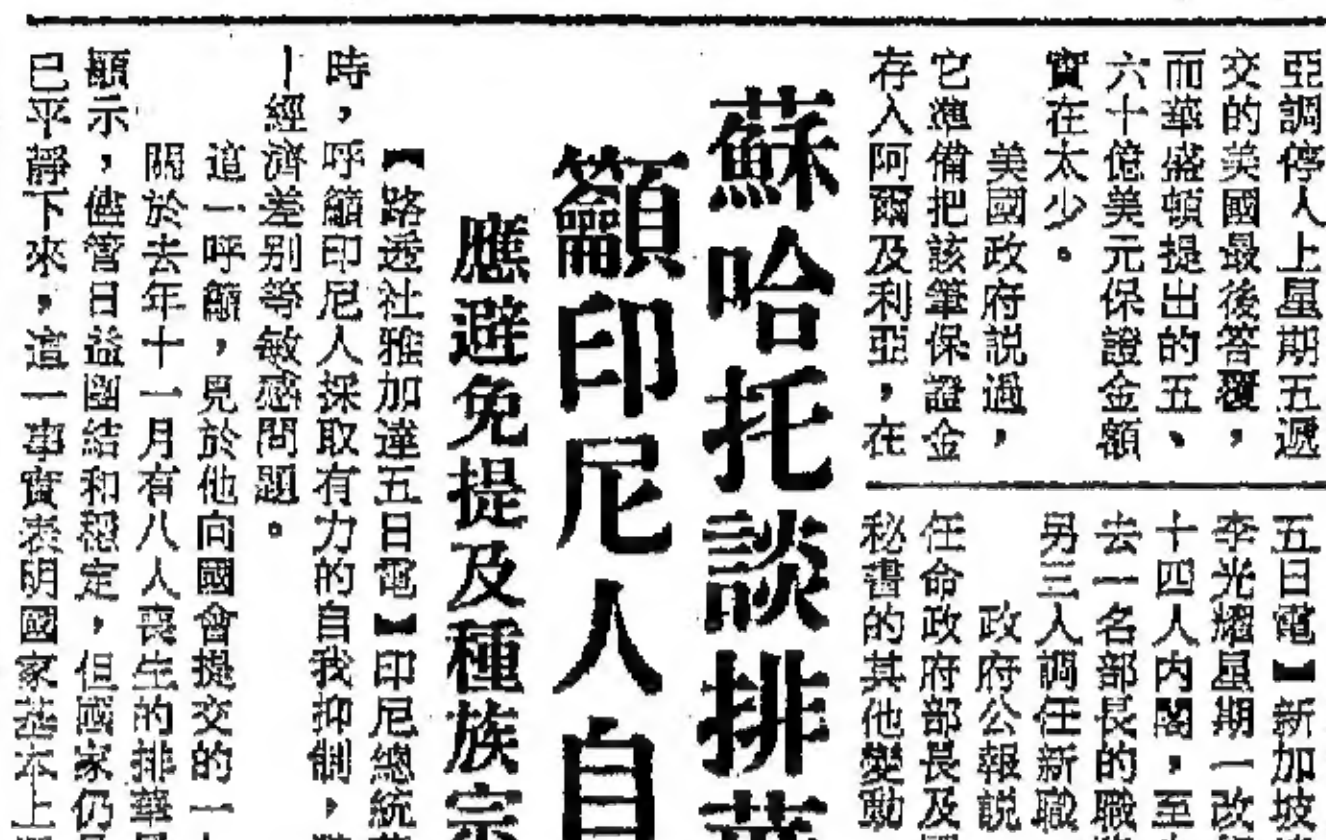 亞調停人上星期五遞
交的美國最後答覆，
而華盛頓提出的五、
六十億美元保證金額
實在太少。
美國政府説過，
它準備把該筆保證金
存入阿爾及利亞，在
五日電】新加坡
李光耀星期一改
十四人內閣，至
去一名部長的職
另三人調任新職
政府公報説
任命政府部長及
秘書的其他變動
蘇哈托談排華
籲印尼人自
應避免提及種族宗
【路透社雅加達五日電】印尼總統
時，呼籲印尼人採取有力的自我抑制，
－經濟差别等敏感問題。
這一呼籲，見於他向國會提交的一
關於去年十一月有八人喪生的排華
顯示，儘管日益團結和穩定，但國家仍
已平靜下來，這一事實表明國家基本上